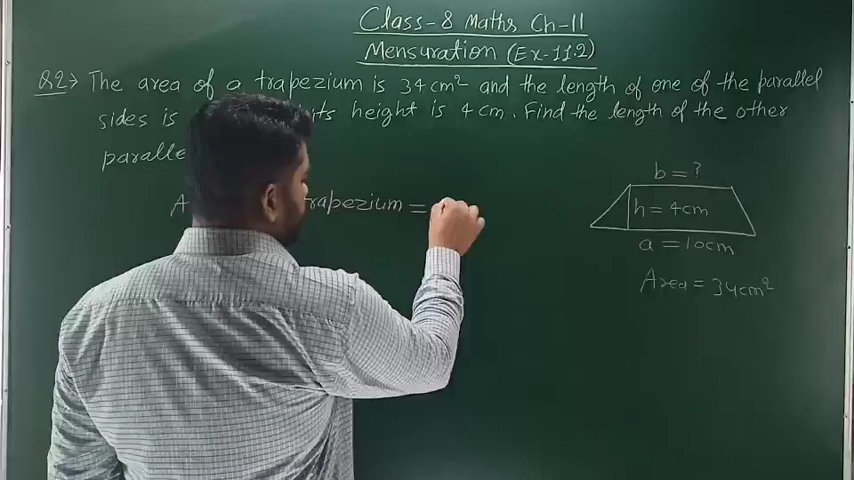 Class-8 Maths Ch-11
Mensuration (Ex-11.2)
Q2→ The area of a trapezium is 34cm² and the length of one of the parallel
sides is its height is 4 cm. Find the length of the other
paralle
trapezium =
b = ?
h = 4cm
a = 10cm
Area = 34cm²